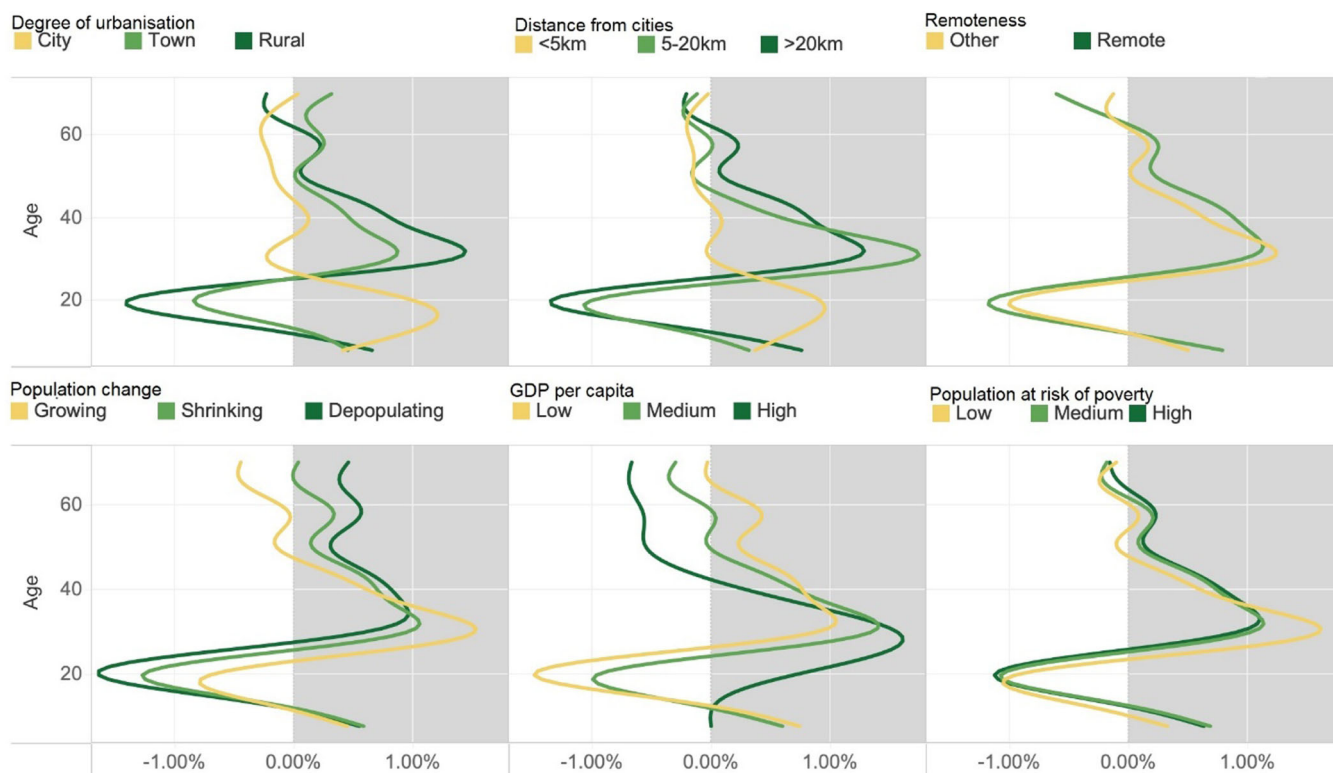 Degree of urbanisation
City Town Rural
Distance from cities
<5km 5-20km >20km
Remoteness
Other Remote
Age
60
40
20
Population change
Growing Shrinking Depopulating
GDP per capita
Low Medium High
Population at risk of poverty
Low Medium High
Age
60
40
20
-1.00% 0.00% 1.00% -1.00% 0.00% 1.00% -1.00% 0.00% 1.00%